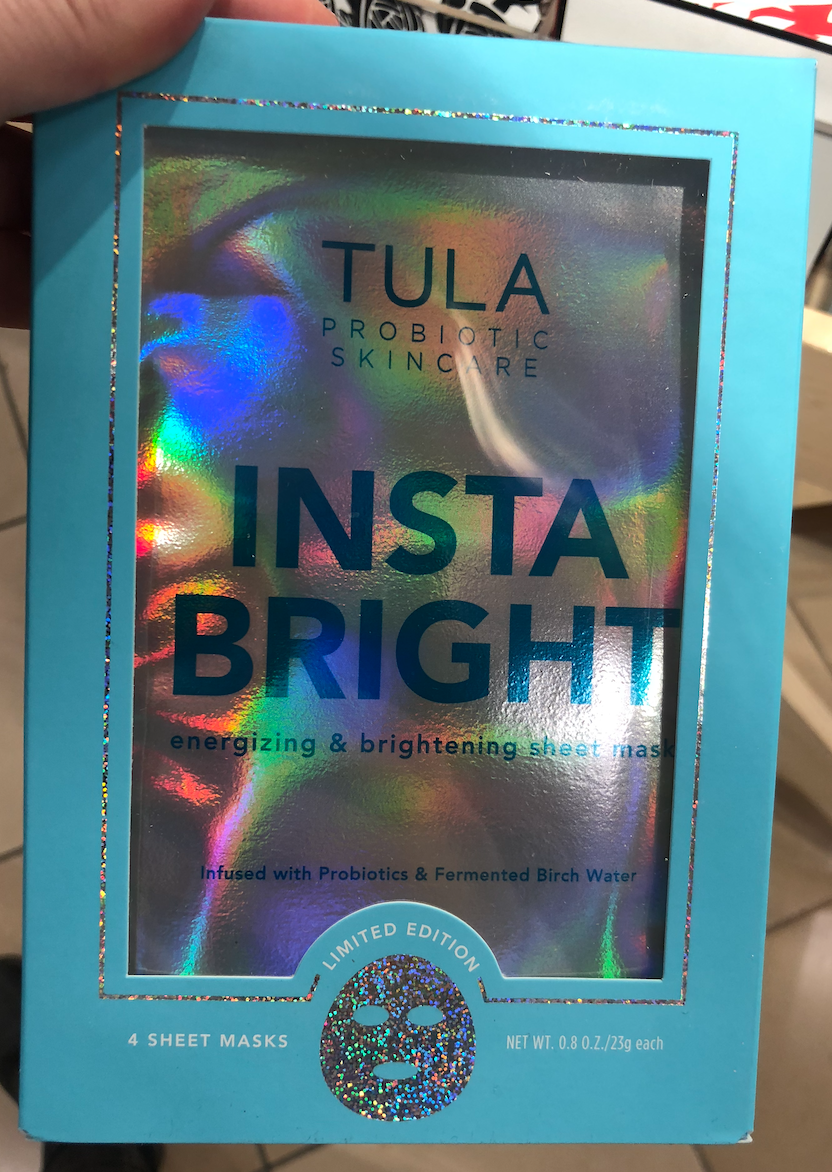 TULA
PROBIOTIC
SKINCARE
INSTA
BRIGHT
energizing & brightening sheet mask
Infused with Probiotics & Fermented Birch Water
LIMITED EDITION
4 SHEET MASKS
NET WT. 0.8 O.Z./23g each